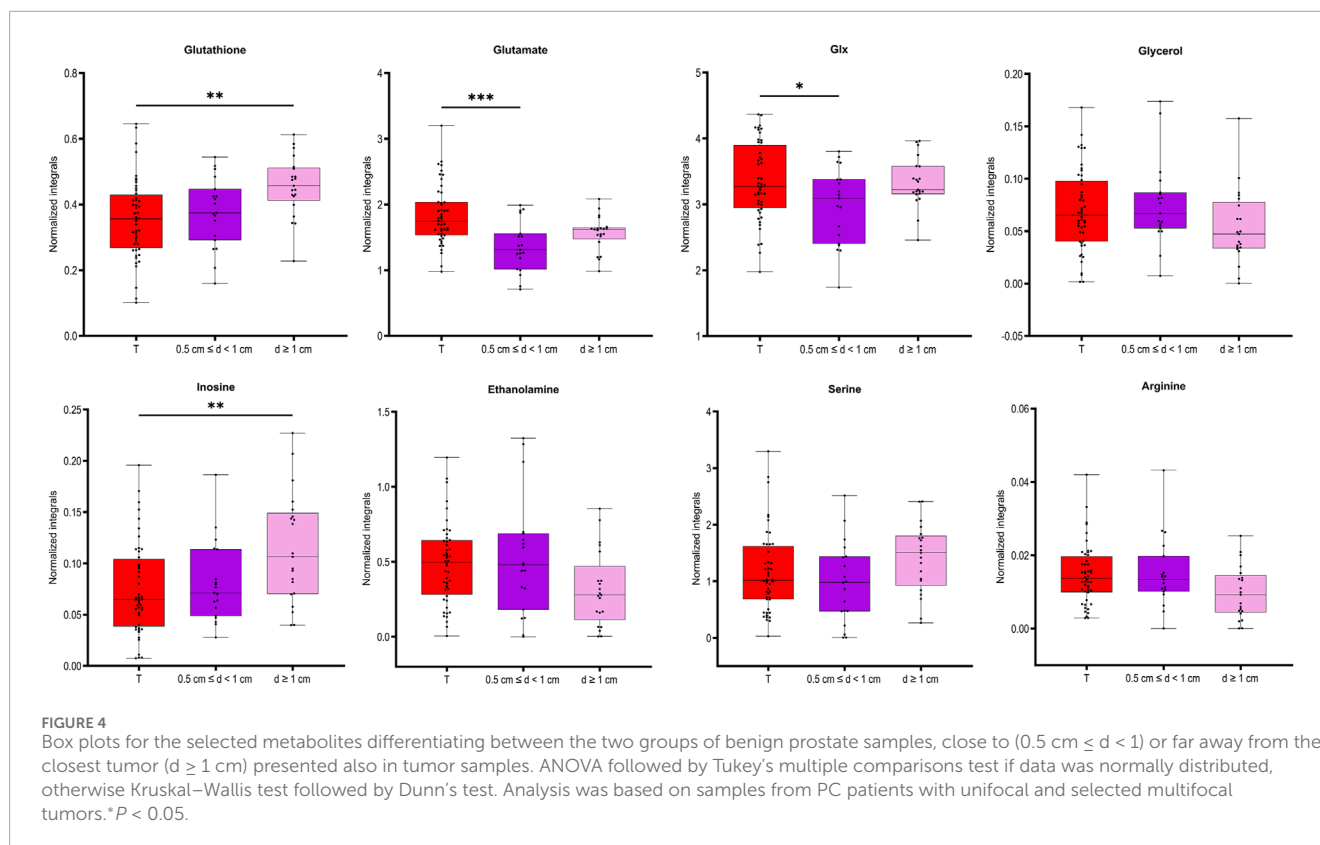 Glutathione
Glutamate
Glx
Glycerol
Normalized integrals
0.8
0.6
0.4
0.2
0.0
**
T
0.5 cm ≤ d < 1 cm
d ≥ 1 cm
Normalized integrals
4
3
2
1
0
***
T
0.5 cm ≤ d < 1 cm
d ≥ 1 cm
Normalized integrals
5
4
3
2
1
*
T
0.5 cm ≤ d < 1 cm
d ≥ 1 cm
Normalized integrals
0.20
0.15
0.10
0.05
0.00
-0.05
T
0.5 cm ≤ d < 1 cm
d ≥ 1 cm
Inosine
Ethanolamine
Serine
Arginine
Normalized integrals
0.25
0.20
0.15
0.10
0.05
0.00
**
T
0.5 cm ≤ d < 1 cm
d ≥ 1 cm
Normalized integrals
1.5
1.0
0.5
0.0
T
0.5 cm ≤ d < 1 cm
d ≥ 1 cm
Normalized integrals
4
3
2
1
0
T
0.5 cm ≤ d < 1 cm
d ≥ 1 cm
Normalized integrals
0.06
0.04
0.02
0.00
T
0.5 cm ≤ d < 1 cm
d ≥ 1 cm
FIGURE 4
Box plots for the selected metabolites differentiating between the two groups of benign prostate samples, close to (0.5 cm ≤ d < 1) or far away from the
closest tumor (d ≥ 1 cm) presented also in tumor samples. ANOVA followed by Tukey’s multiple comparisons test if data was normally distributed,
otherwise Kruskal–Wallis test followed by Dunn’s test. Analysis was based on samples from PC patients with unifocal and selected multifocal
tumors.*P < 0.05.